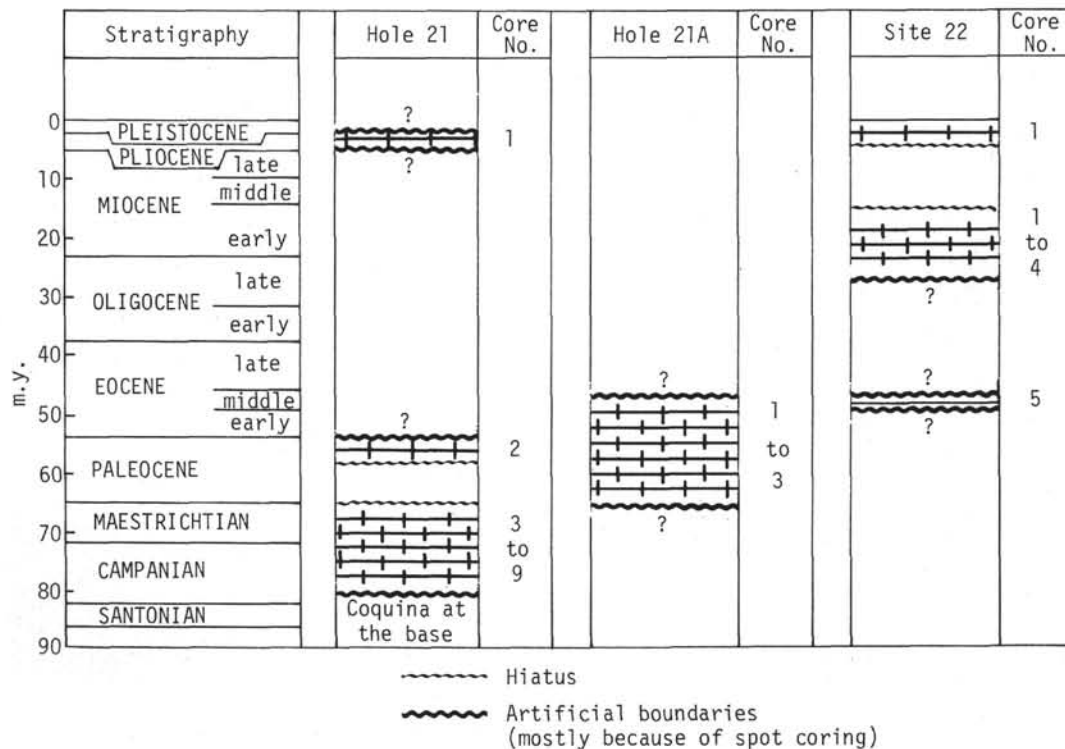 Stratigraphy
Hole 21
Core
No.
Hole 21A
Core
No.
Site 22
Core
No.
m.y.
0
10
20
30
40
50
60
70
80
90
PLEISTOCENE
PLIOCENE
late
middle
MIOCENE
early
late
OLIGOCENE
early
late
EOCENE
middle
early
PALEOCENE
MAESTRICHTIAN
CAMPANIAN
SANTONIAN
?
1
?
?
2
3
to
9
Coquina at
the base
?
1
to
3
?
1
1
to
4
?
?
5
?
Hiatus
Artificial boundaries
(mostly because of spot coring)